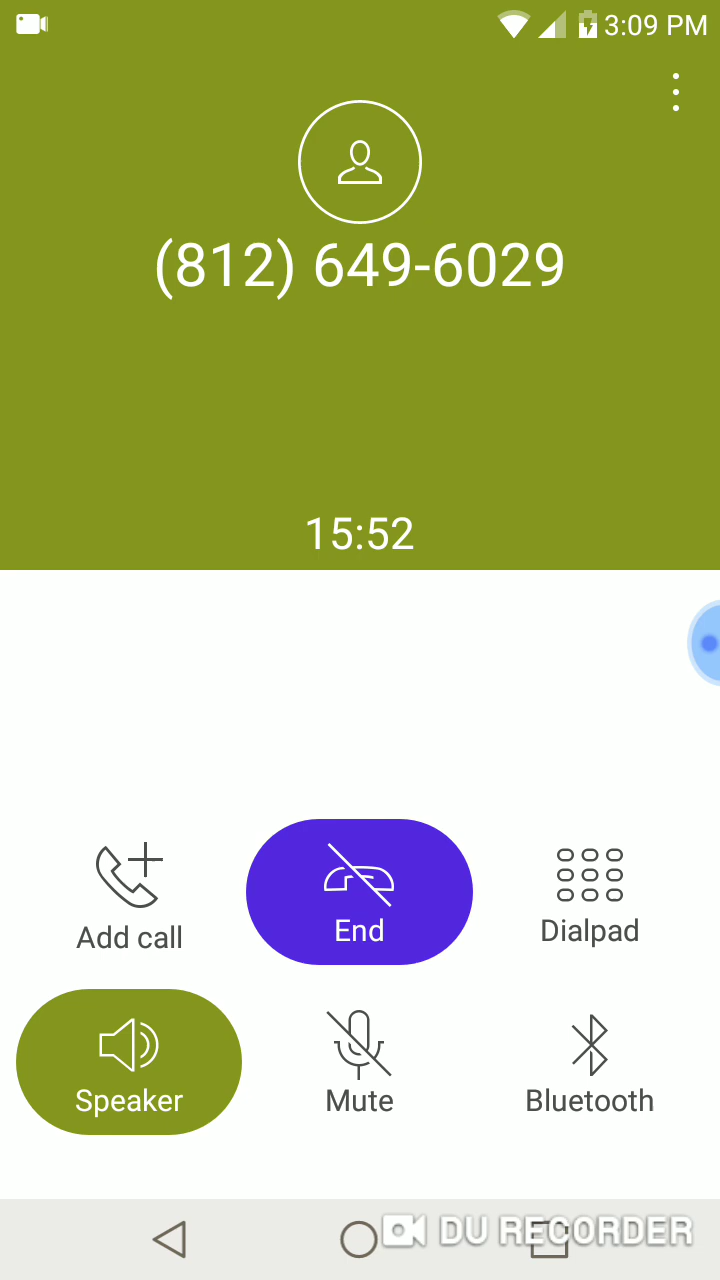 3:09 PM
(812) 649-6029
15:52
Add call
End
Dialpad
Speaker
Mute
Bluetooth
DU RECORDER